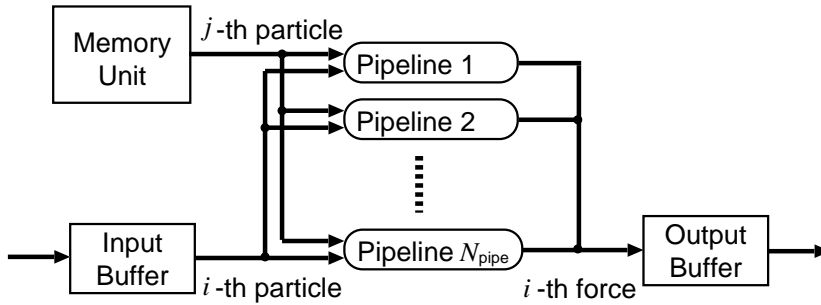 Memory
Unit
j -th particle
Pipeline 1
Pipeline 2
Input
Buffer
i -th particle
Pipeline Npipe
i -th force
Output
Buffer